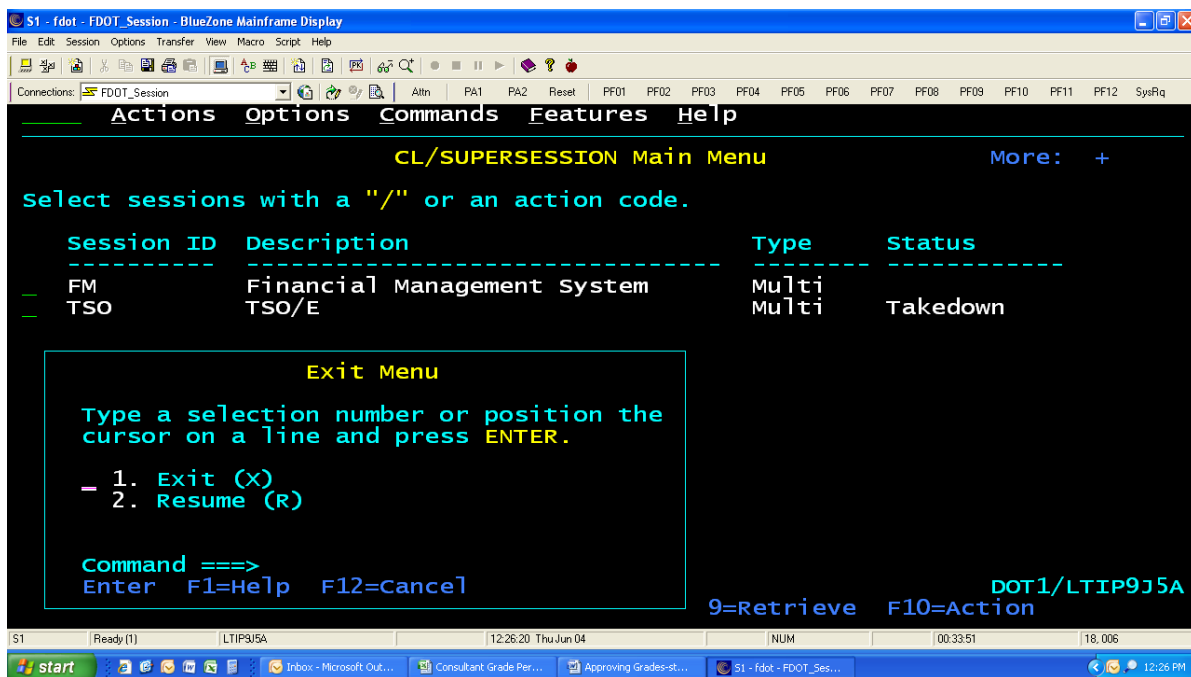 S1 - fdot - FDOT_Session - BlueZone Mainframe Display
File Edit Session Options Transfer View Macro Script Help
Connections: FDOT_Session Attn PA1 PA2 Reset PF01 PF02 PF03 PF04 PF05 PF06 PF07 PF08 PF09 PF10 PF11 PF12 SysRq
Actions Options Commands Features Help
CL/SUPERSESSION Main Menu More: +
Select sessions with a "/" or an action code.
Session ID Description Type Status
---------- -------------------------------- -------- ------------
_ FM Financial Management System Multi
_ TSO TSO/E Multi Takedown
Exit Menu
Type a selection number or position the
cursor on a line and press ENTER.
_ 1. Exit (X)
2. Resume (R)
Command ===>
Enter F1=Help F12=Cancel
DOT1/LTIP9J5A
9=Retrieve F10=Action
S1 Ready (1) LTIP9J5A 12:26:20 Thu Jun 04 NUM 00:33:51 18, 006
start Inbox - Microsoft Out... Consultant Grade Per... Approving Grades-st... S1 - fdot - FDOT_Ses... 12:26 PM